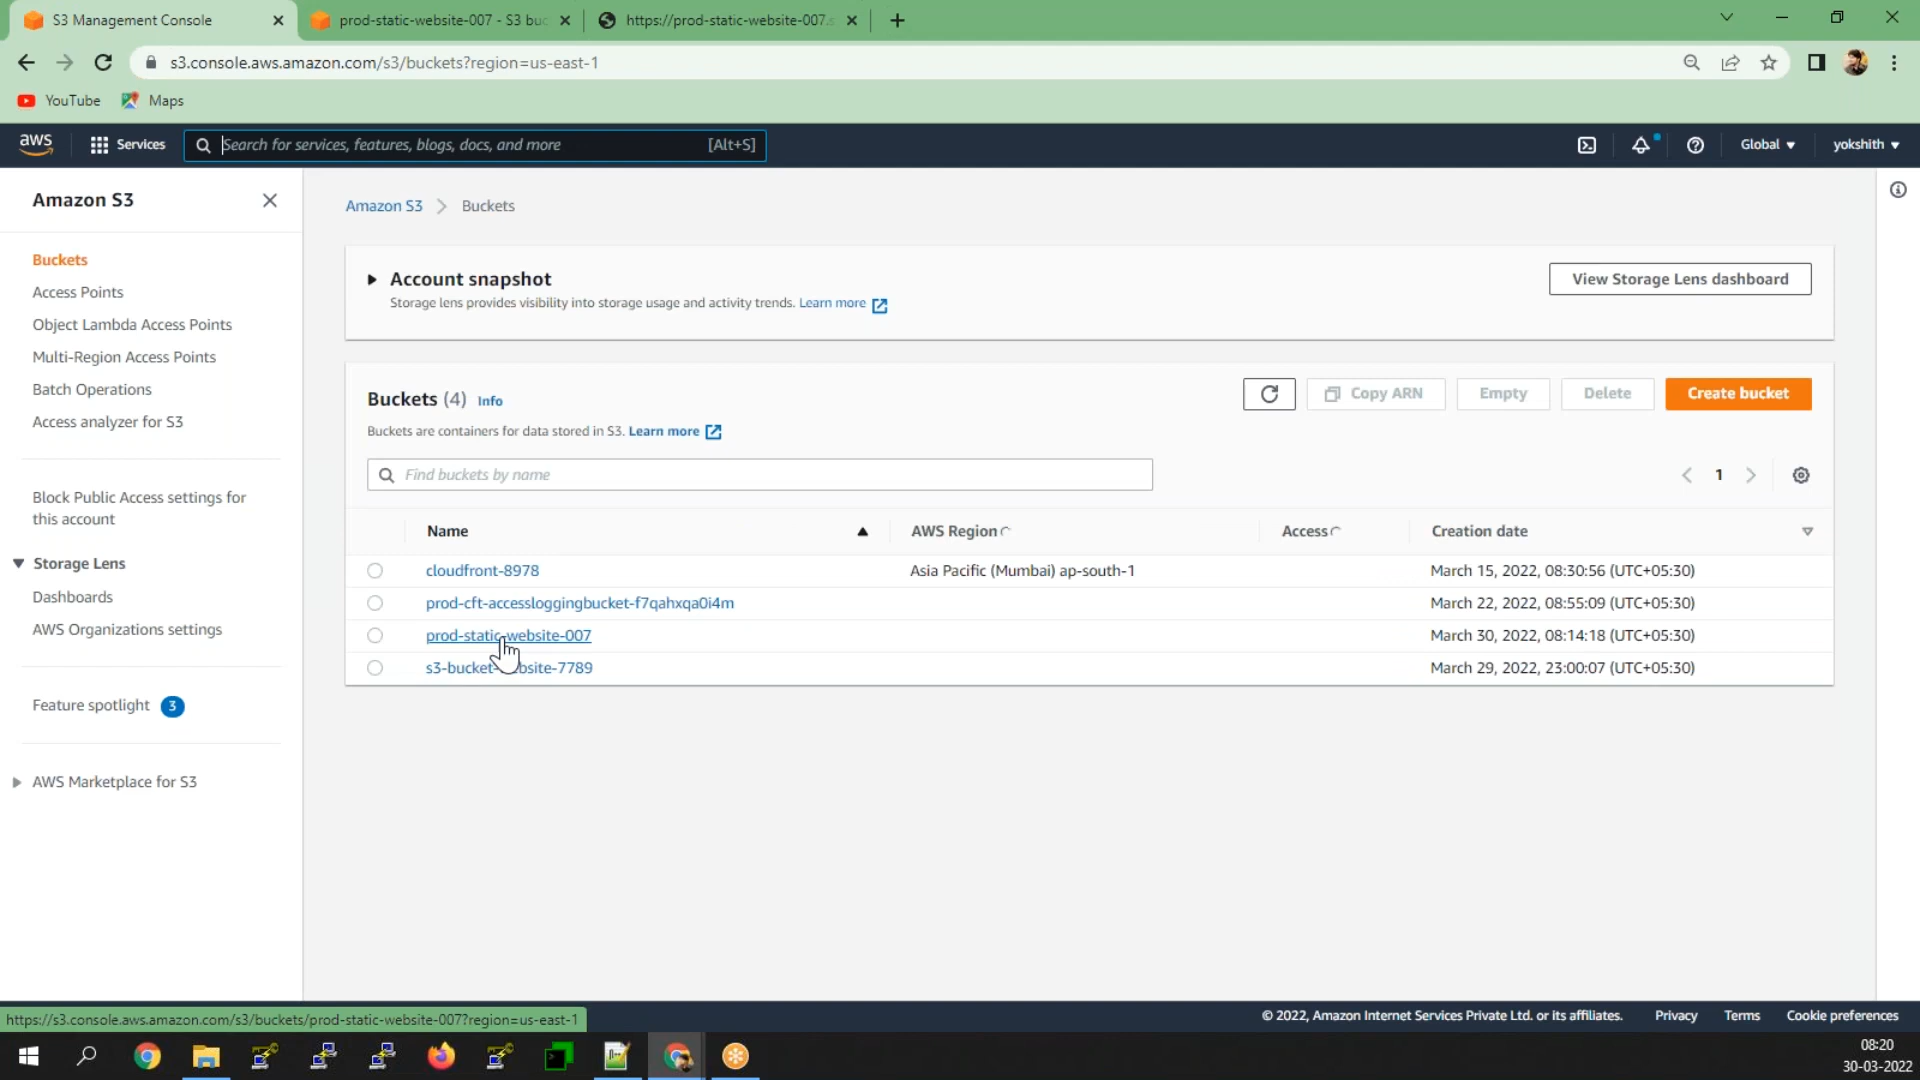 S3 Management Console
prod-static-website-007 - S3 buc
https://prod-static-website-007.s
s3.console.aws.amazon.com/s3/buckets?region=us-east-1
YouTube
Maps
aws
Services
Search for services, features, blogs, docs, and more
[Alt+S]
Global
yokshith
Amazon S3
Buckets
Access Points
Object Lambda Access Points
Multi-Region Access Points
Batch Operations
Access analyzer for S3
Block Public Access settings for
this account
Storage Lens
Dashboards
AWS Organizations settings
Feature spotlight 3
AWS Marketplace for S3
Amazon S3 > Buckets
Account snapshot
Storage lens provides visibility into storage usage and activity trends. Learn more
View Storage Lens dashboard
Buckets (4) Info
Buckets are containers for data stored in S3. Learn more
Copy ARN
Empty
Delete
Create bucket
Find buckets by name
1
Name AWS Region Access Creation date
cloudfront-8978 Asia Pacific (Mumbai) ap-south-1 March 15, 2022, 08:30:56 (UTC+05:30)
prod-cft-accessloggingbucket-f7qahxqa0i4m March 22, 2022, 08:55:09 (UTC+05:30)
prod-static-website-007 March 30, 2022, 08:14:18 (UTC+05:30)
s3-bucket-website-7789 March 29, 2022, 23:00:07 (UTC+05:30)
https://s3.console.aws.amazon.com/s3/buckets/prod-static-website-007?region=us-east-1
© 2022, Amazon Internet Services Private Ltd. or its affiliates.
Privacy
Terms
Cookie preferences
08:20
30-03-2022